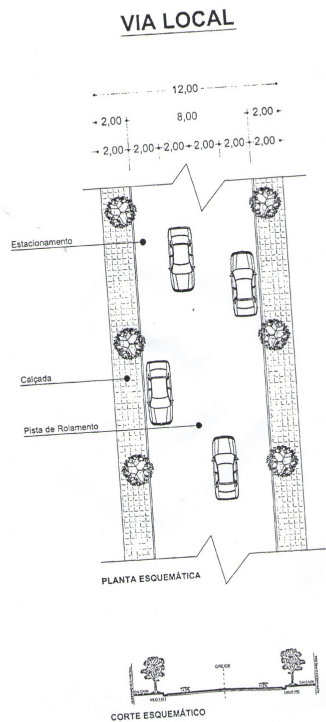 VIA LOCAL
12,00
2,00 8,00 2,00
2,00 2,00 2,00 2,00 2,00 2,00
Estacionamento
Calçada
Pista de Rolamento
PLANTA ESQUEMÁTICA
GREIDE
CORTE ESQUEMÁTICO